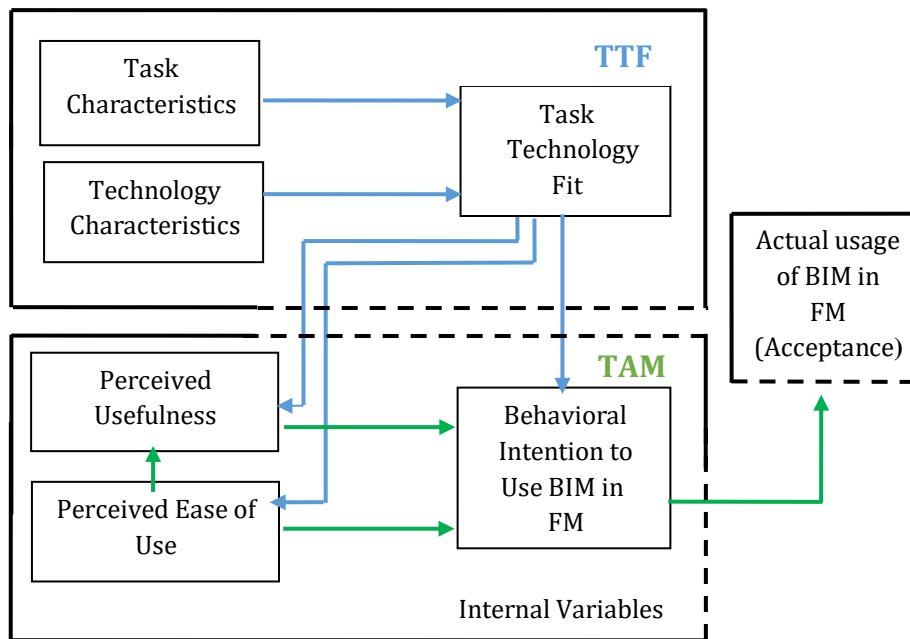 TTF
Task
Characteristics
Task
Technology
Fit
Technology
Characteristics
Actual usage
of BIM in
FM
(Acceptance)
TAM
Perceived
Usefulness
Behavioral
Intention to
Use BIM in
FM
Perceived Ease of
Use
Internal Variables